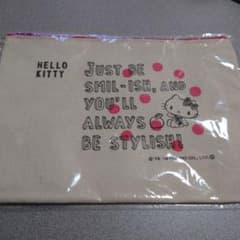 HELLO
KITTY
JUST BE
SMIL-ISH, AND
YOU'LL
ALWAYS
BE STYLISH!